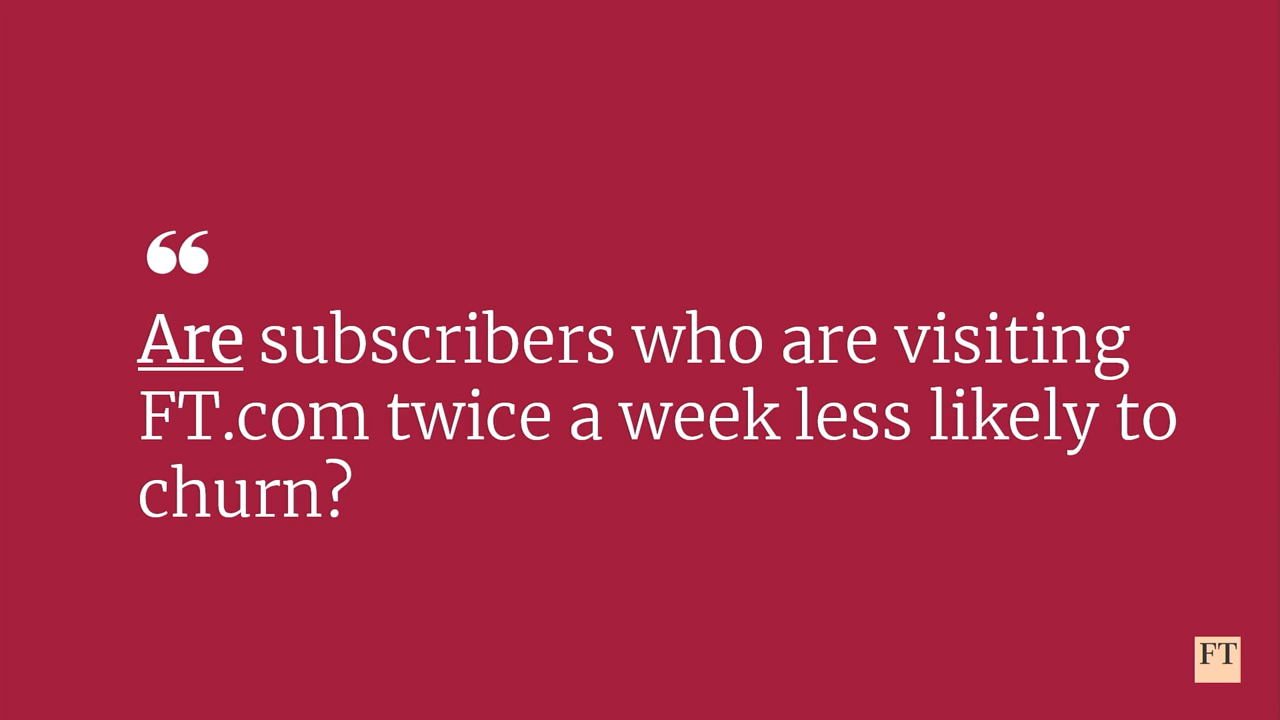 “
Are subscribers who are visiting
FT.com twice a week less likely to
churn?
FT